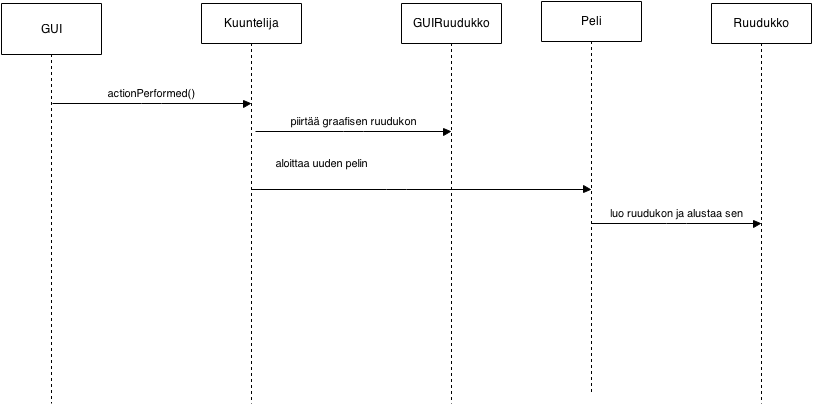 GUI
Kuuntelija
GUIRuudukko
Peli
Ruudukko
actionPerformed()
piirtää graafisen ruudukon
aloittaa uuden pelin
luo ruudukon ja alustaa sen